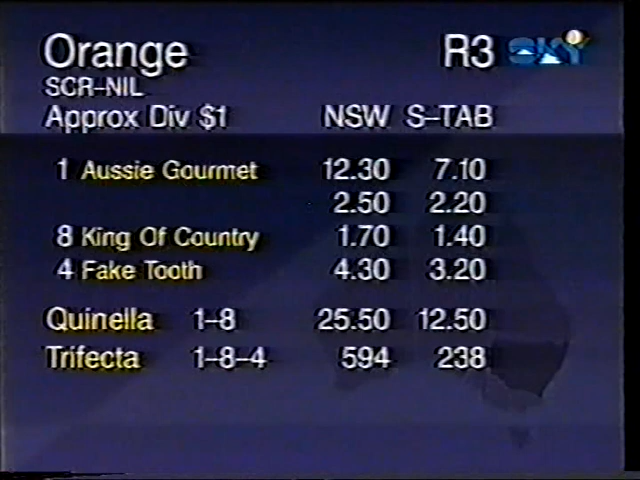 Orange R3 SKY
SCR-NIL
Approx Div $1 NSW S-TAB
1 Aussie Gourmet 12.30 7.10
2.50 2.20
8 King Of Country 1.70 1.40
4 Fake Tooth 4.30 3.20
Quinella 1-8 25.50 12.50
Trifecta 1-8-4 594 238